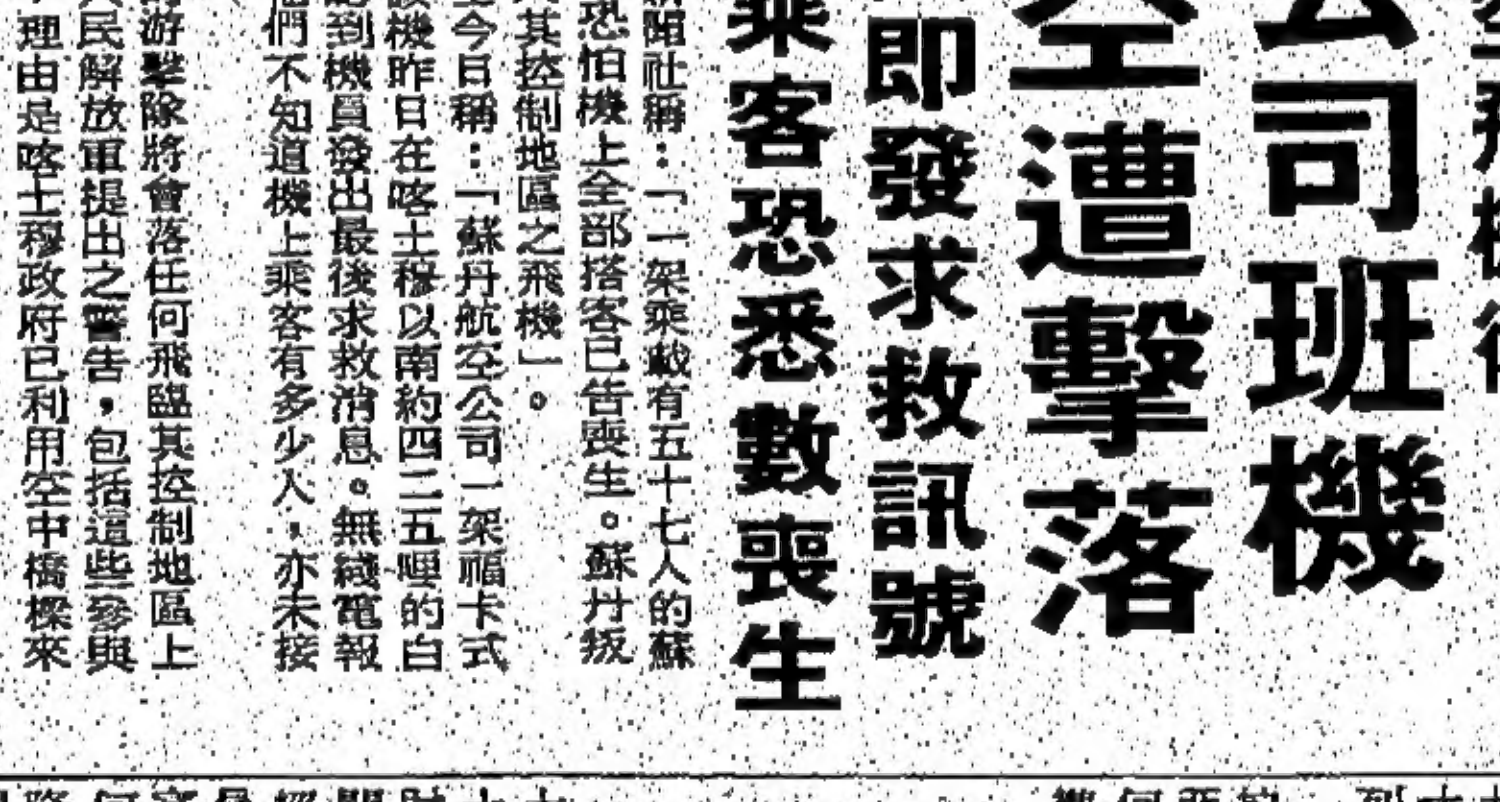 司班機
遭擊落
即發求救訊號
乘客恐悉數喪生
聞社稱：「一架乘載有五十七人的蘇
恐怕機上全部搭客已告喪生。蘇丹叛
其控制地區之飛機」。
今日稱：「蘇丹航空公司一架福卡式
機昨日在喀土穆以南約四二五哩的白
到機員發出最後求救消息。無綫電報
們不知道機上乘客有多少人，亦未接
游擊隊將會落任何飛臨其控制地區上
民解放軍提出之警告，包括這些參與
理由是喀土穆政府已利用空中橋樑來